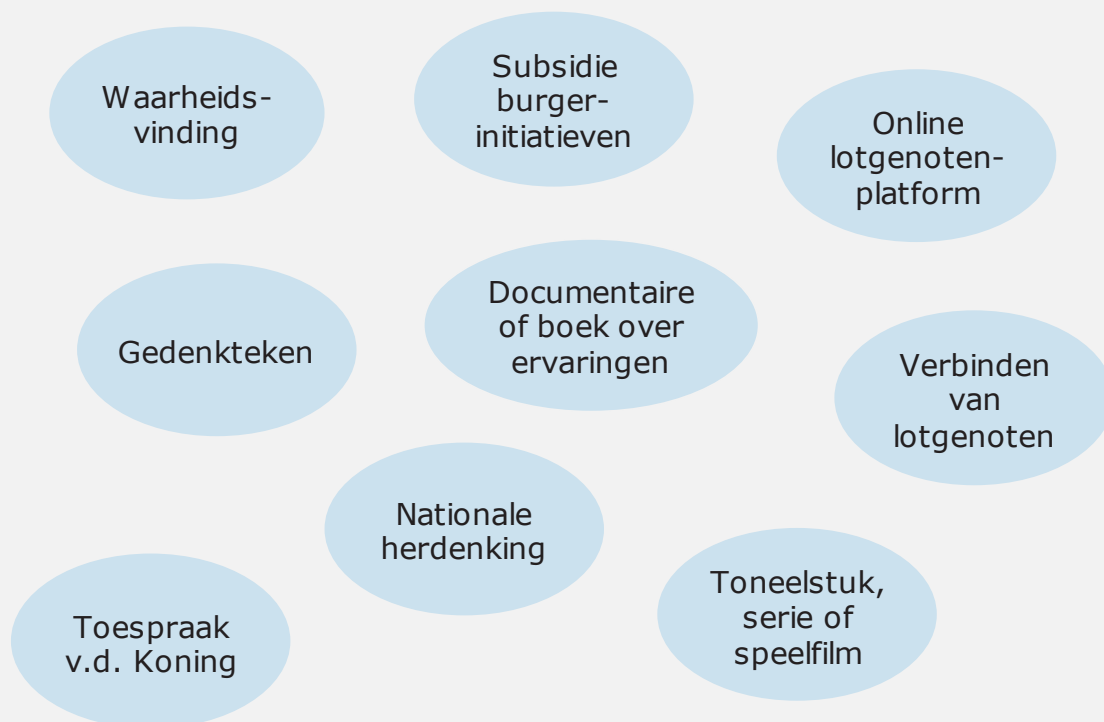 Waarheids-
vinding
Subsidie
burger-
initiatieven
Online
lotgenoten-
platform
Gedenkteken
Documentaire
of boek over
ervaringen
Verbinden
van
lotgenoten
Nationale
herdenking
Toespraak
v.d. Koning
Toneelstuk,
serie of
speelfilm